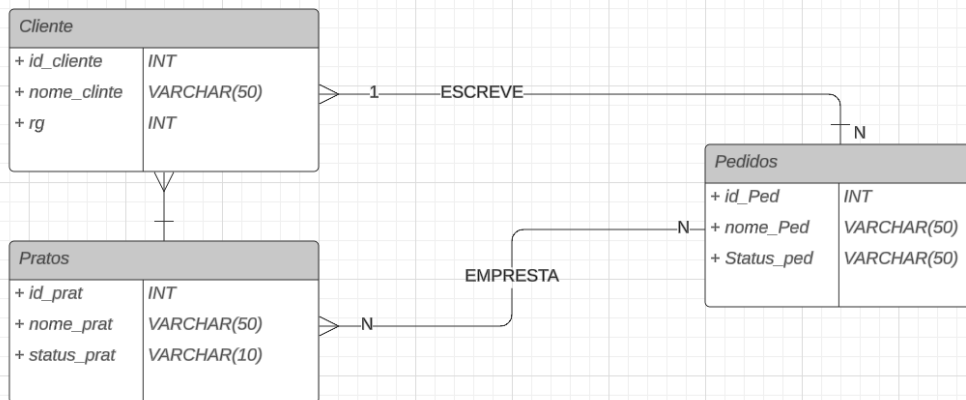 Cliente
+ id_cliente INT
+ nome_clinte VARCHAR(50)
+ rg INT
1 ESCREVE N
Pedidos
+ id_Ped INT
+ nome_Ped VARCHAR(50)
+ Status_ped VARCHAR(50)
N EMPRESTA N
Pratos
+ id_prat INT
+ nome_prat VARCHAR(50)
+ status_prat VARCHAR(10)